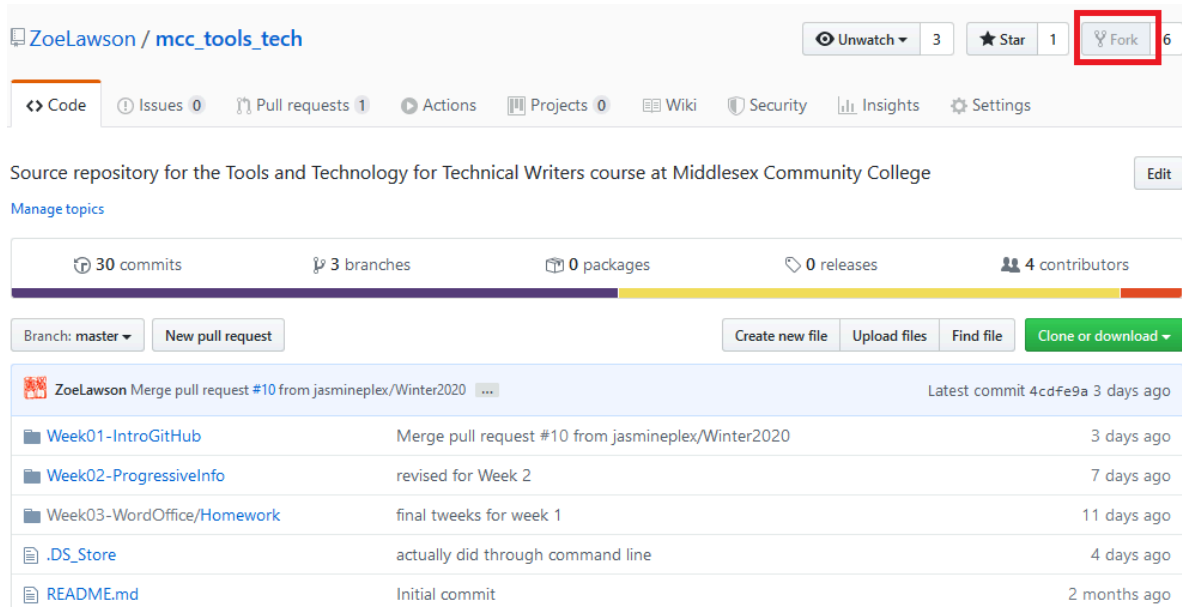 ZoeLawson / mcc_tools_tech Unwatch 3 Star 1 Fork 6
Code Issues 0 Pull requests 1 Actions Projects 0 Wiki Security Insights Settings
Source repository for the Tools and Technology for Technical Writers course at Middlesex Community College Edit
Manage topics
30 commits 3 branches 0 packages 0 releases 4 contributors
Branch: master New pull request Create new file Upload files Find file Clone or download
ZoeLawson Merge pull request #10 from jasmineplex/Winter2020 ... Latest commit 4cdfe9a 3 days ago
Week01-IntroGitHub Merge pull request #10 from jasmineplex/Winter2020 3 days ago
Week02-ProgressiveInfo revised for Week 2 7 days ago
Week03-WordOffice/Homework final tweeks for week 1 11 days ago
.DS_Store actually did through command line 4 days ago
README.md Initial commit 2 months ago